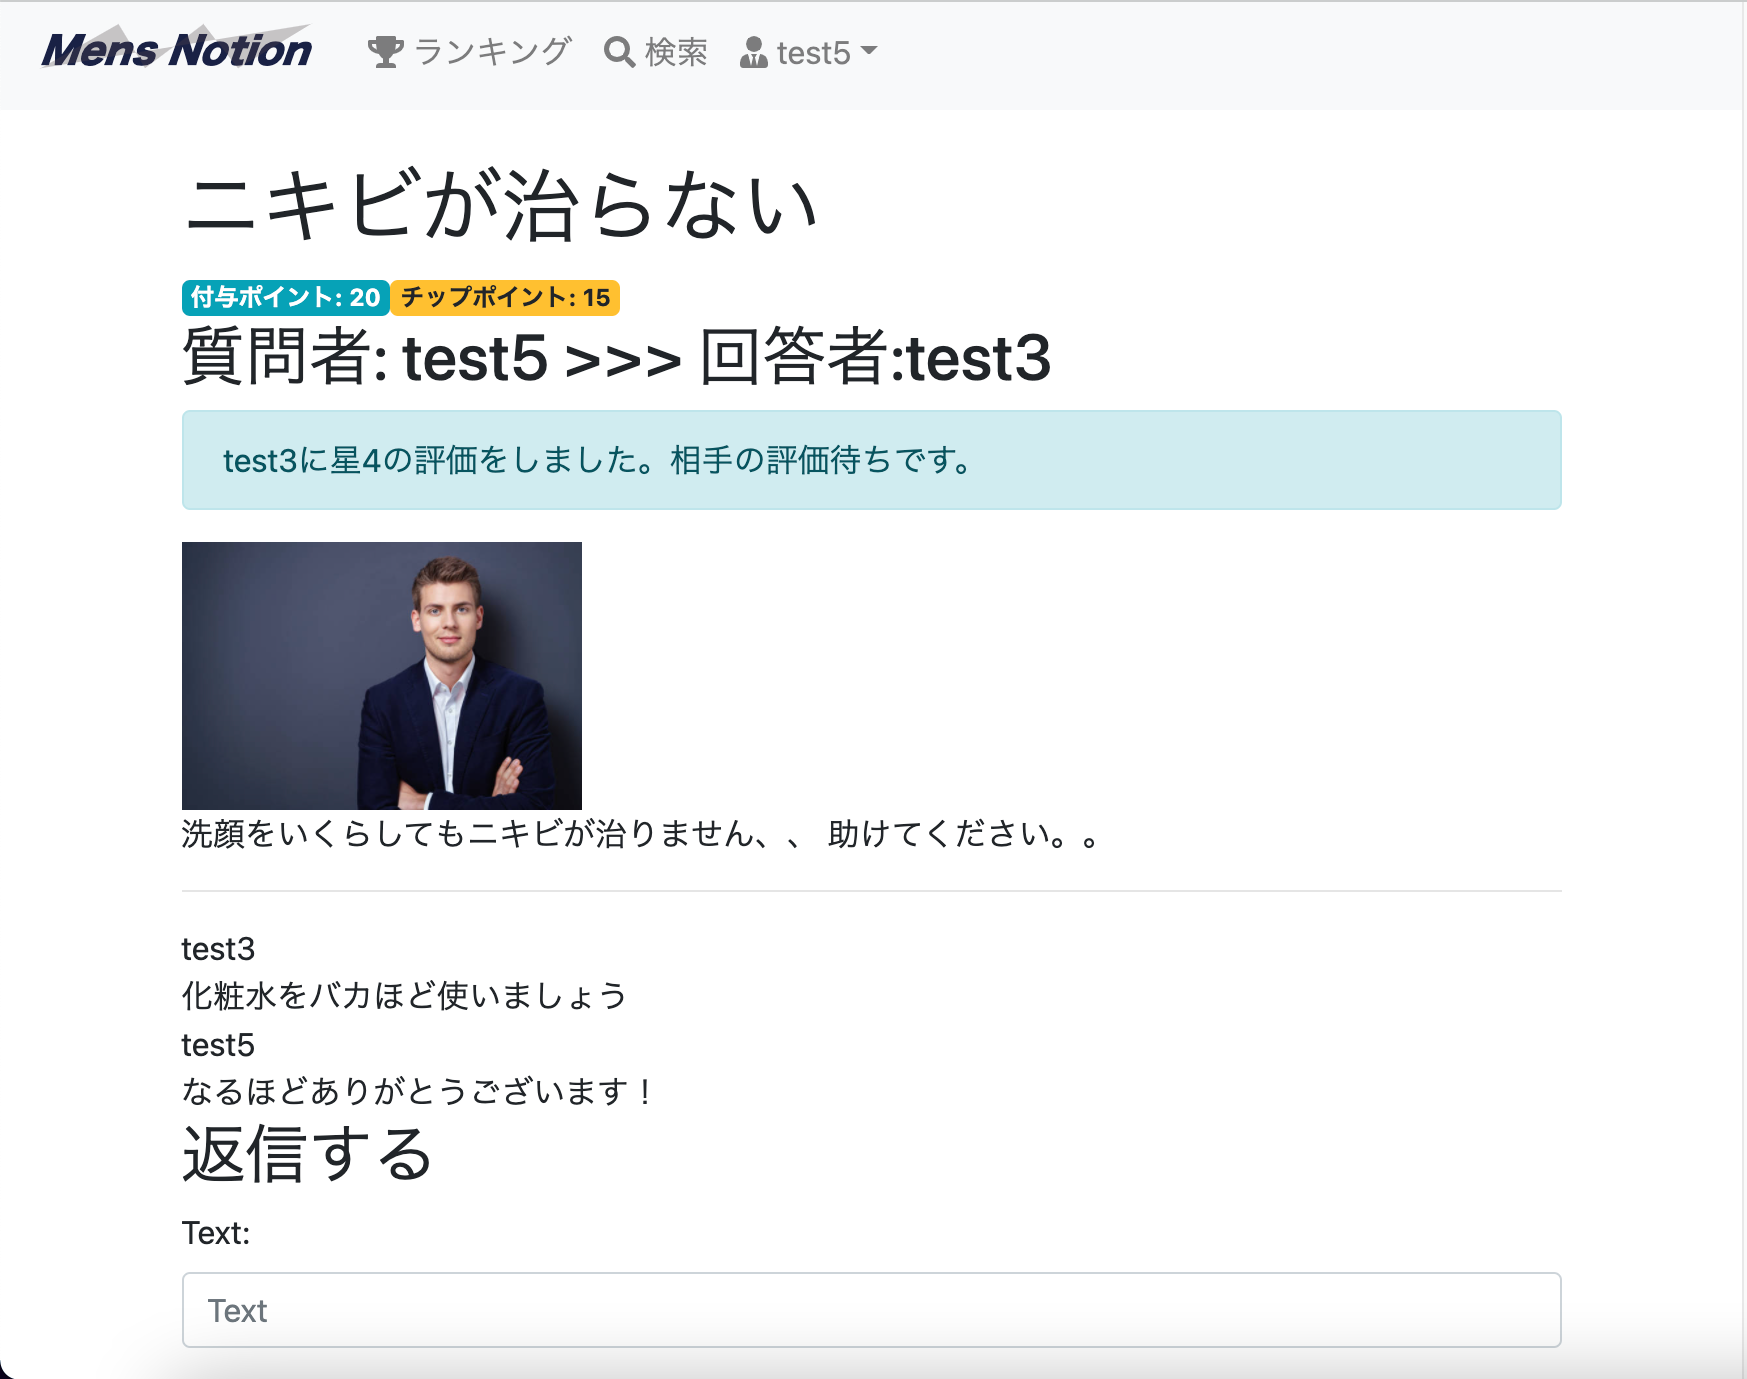 Mens Notion ランキング 検索 test5
ニキビが治らない
付与ポイント: 20 チップポイント: 15
質問者: test5 >>> 回答者:test3
test3に星4の評価をしました。相手の評価待ちです。
洗顔をいくらしてもニキビが治りません、、 助けてください。。
test3
化粧水をバカほど使いましょう
test5
なるほどありがとうございます！
返信する
Text:
Text